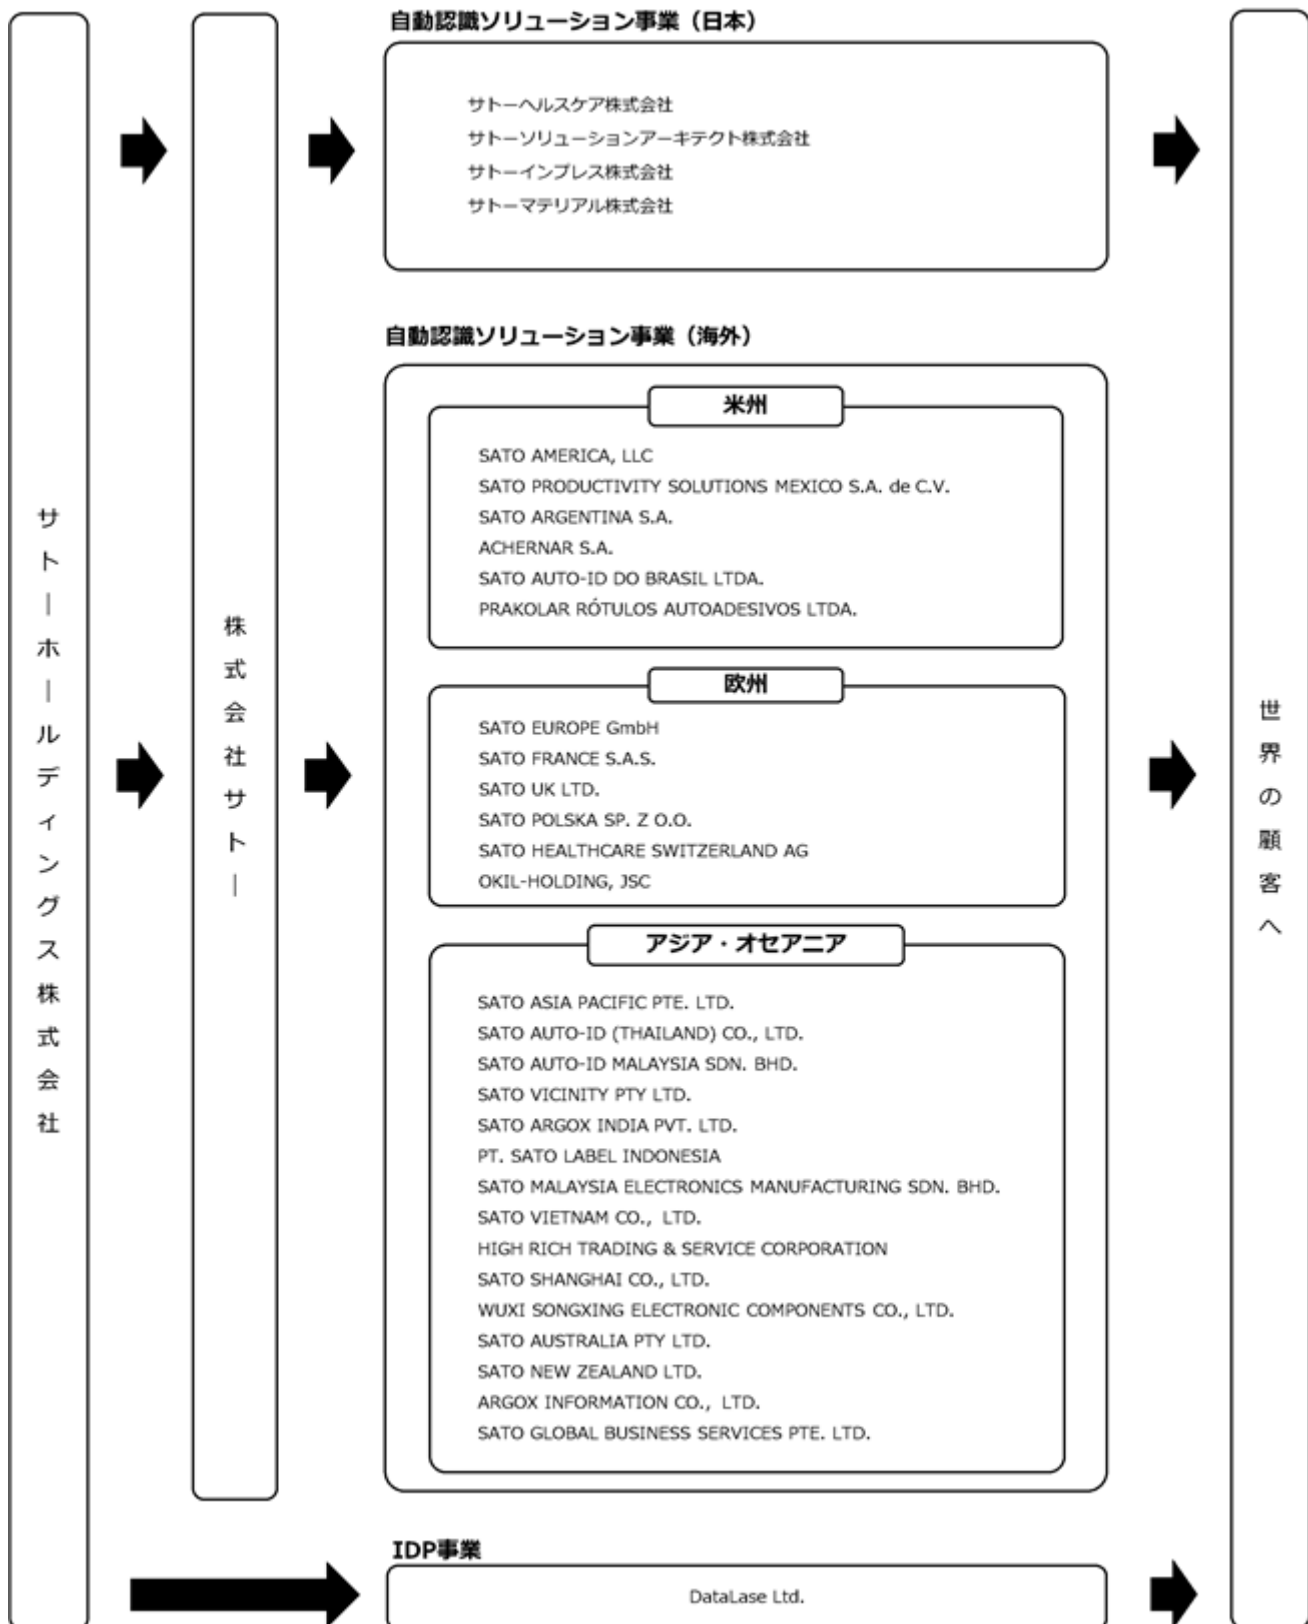 サトーホールディングス株式会社
株式会社サトー
自動認識ソリューション事業（日本）
サトーヘルスケア株式会社
サトーソリューションアーキテクト株式会社
サトーインプレス株式会社
サトーマテリアル株式会社
自動認識ソリューション事業（海外）
米州
SATO AMERICA, LLC
SATO PRODUCTIVITY SOLUTIONS MEXICO S.A. de C.V.
SATO ARGENTINA S.A.
ACHERNAR S.A.
SATO AUTO-ID DO BRASIL LTDA.
PRAKOLAR RÓTULOS AUTOADESIVOS LTDA.
欧州
SATO EUROPE GmbH
SATO FRANCE S.A.S.
SATO UK LTD.
SATO POLSKA SP. Z O.O.
SATO HEALTHCARE SWITZERLAND AG
OKIL-HOLDING, JSC
アジア・オセアニア
SATO ASIA PACIFIC PTE. LTD.
SATO AUTO-ID (THAILAND) CO., LTD.
SATO AUTO-ID MALAYSIA SDN. BHD.
SATO VICINITY PTY LTD.
SATO ARGOX INDIA PVT. LTD.
PT. SATO LABEL INDONESIA
SATO MALAYSIA ELECTRONICS MANUFACTURING SDN. BHD.
SATO VIETNAM CO., LTD.
HIGH RICH TRADING & SERVICE CORPORATION
SATO SHANGHAI CO., LTD.
WUXI SONGXING ELECTRONIC COMPONENTS CO., LTD.
SATO AUSTRALIA PTY LTD.
SATO NEW ZEALAND LTD.
ARGOX INFORMATION CO., LTD.
SATO GLOBAL BUSINESS SERVICES PTE. LTD.
IDP事業
DataLase Ltd.
世界の顧客へ